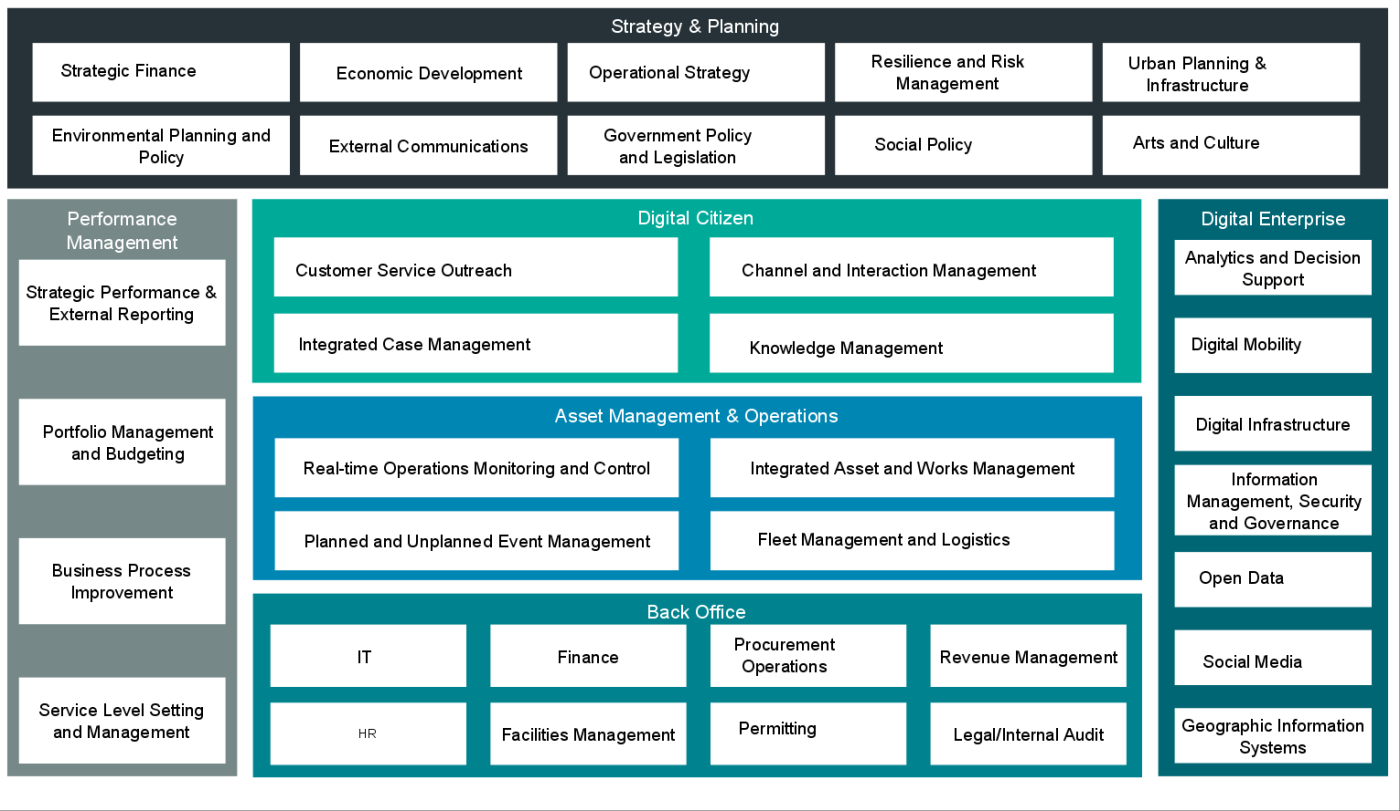 Strategy & Planning
Strategic Finance
Economic Development
Operational Strategy
Resilience and Risk
Management
Urban Planning &
Infrastructure
Environmental Planning and
Policy
External Communications
Government Policy
and Legislation
Social Policy
Arts and Culture
Performance
Management
Strategic Performance &
External Reporting
Portfolio Management
and Budgeting
Business Process
Improvement
Service Level Setting
and Management
Digital Citizen
Customer Service Outreach
Channel and Interaction Management
Integrated Case Management
Knowledge Management
Asset Management & Operations
Real-time Operations Monitoring and Control
Integrated Asset and Works Management
Planned and Unplanned Event Management
Fleet Management and Logistics
Back Office
IT
Finance
Procurement
Operations
Revenue Management
HR
Facilities Management
Permitting
Legal/Internal Audit
Digital Enterprise
Analytics and Decision
Support
Digital Mobility
Digital Infrastructure
Information
Management, Security
and Governance
Open Data
Social Media
Geographic Information
Systems